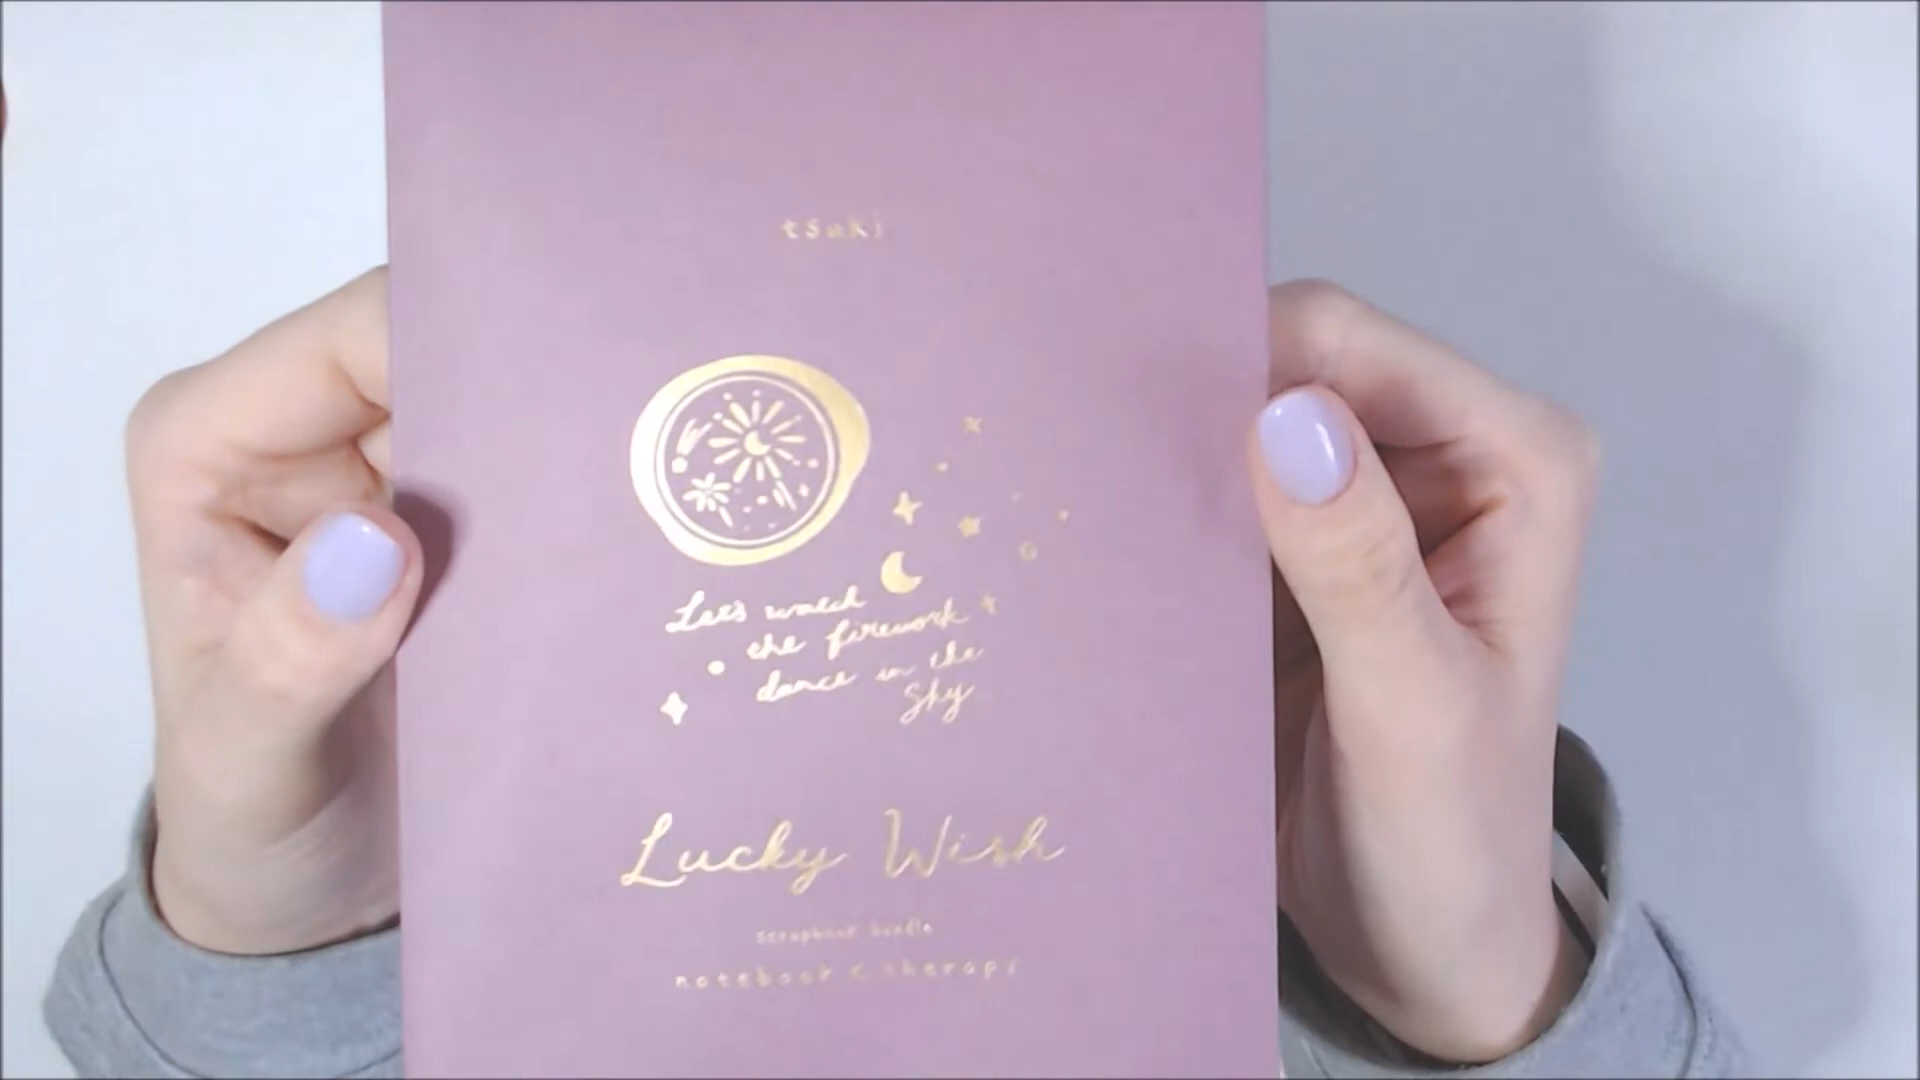 tsuki
Let's watch
the firework
dance in the
Sky
Lucky Wish
scrapbook bundle
notebook & therapy